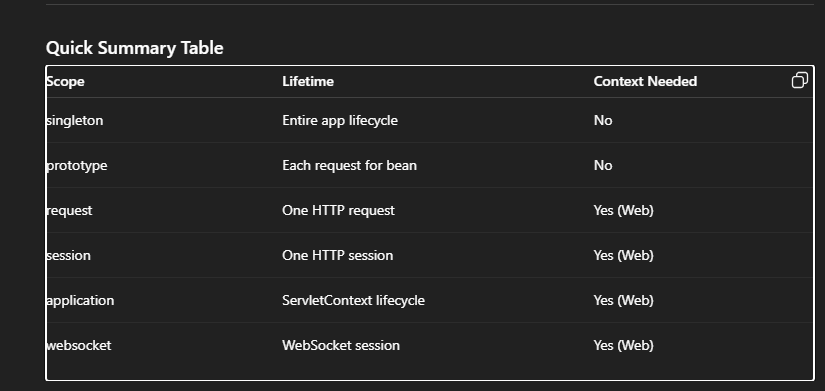 Quick Summary Table
Scope Lifetime Context Needed
singleton Entire app lifecycle No
prototype Each request for bean No
request One HTTP request Yes (Web)
session One HTTP session Yes (Web)
application ServletContext lifecycle Yes (Web)
websocket WebSocket session Yes (Web)